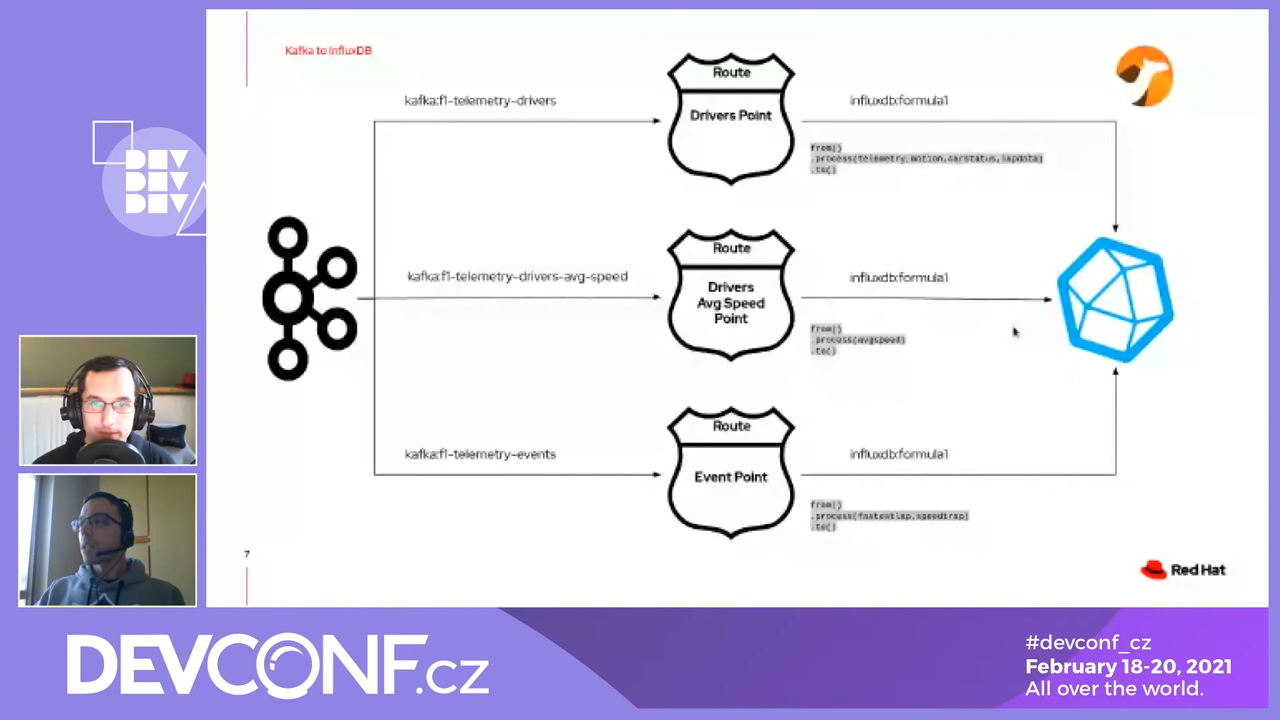 Kafka to InfluxDB
kafka:f1-telemetry-drivers
Route
Drivers Point
influxdb:formula1
from()
.process(telemetry,motion,carstatus,lapdata)
.to()
kafka:f1-telemetry-drivers-avg-speed
Route
Drivers
Avg Speed
Point
influxdb:formula1
from()
.process(avgspeed)
.to()
kafka:f1-telemetry-events
Route
Event Point
influxdb:formula1
from()
.process(fastestlap,speedtrap)
.to()
7
Red Hat
DEV
DEV
DEV
DEVCONF.cz
#devconf_cz
February 18-20, 2021
All over the world.